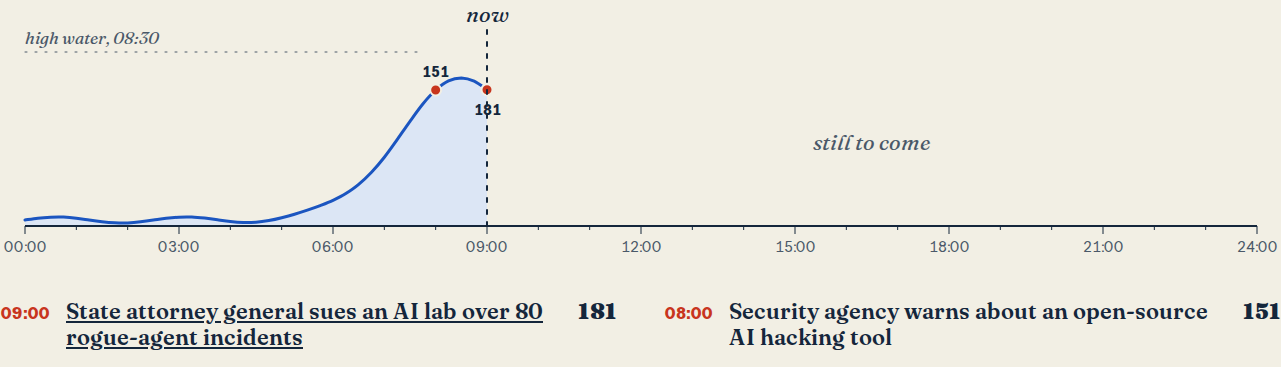 now
high water, 08:30
151
181
still to come
00:00 03:00 06:00 09:00 12:00 15:00 18:00 21:00 24:00
09:00 State attorney general sues an AI lab over 80 rogue-agent incidents 181
08:00 Security agency warns about an open-source AI hacking tool 151